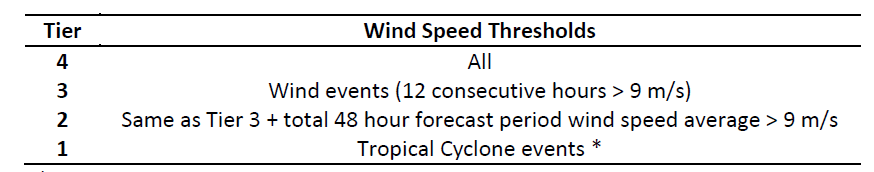 Tier Wind Speed Thresholds
4 All
3 Wind events (12 consecutive hours > 9 m/s)
2 Same as Tier 3 + total 48 hour forecast period wind speed average > 9 m/s
1 Tropical Cyclone events *